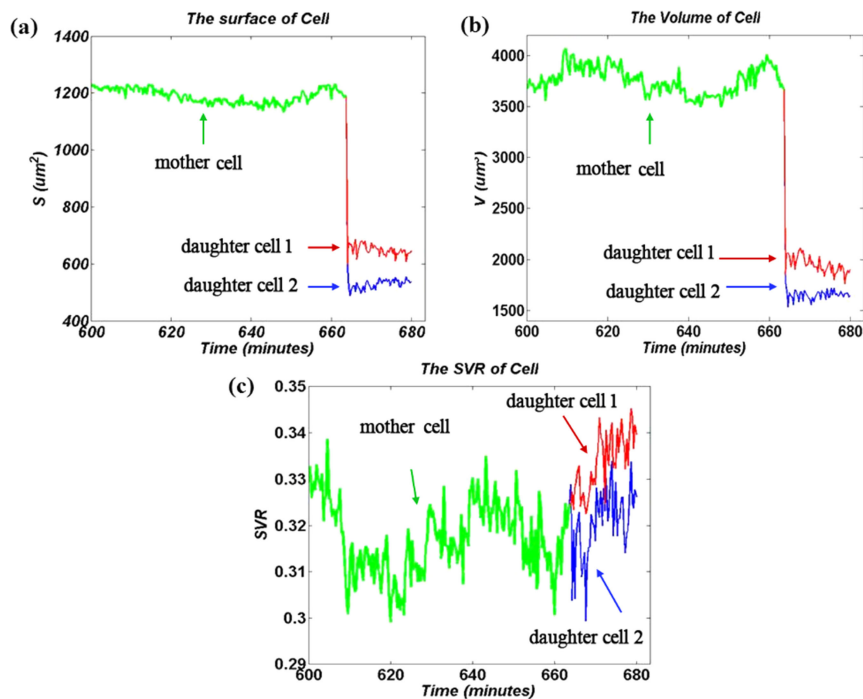 (a)
The surface of Cell
1400
1200
1000
800
600
400
S (um²)
mother cell
daughter cell 1
daughter cell 2
600
620
640
660
680
Time (minutes)
(b)
The Volume of Cell
4000
3500
3000
2500
2000
1500
V (um³)
mother cell
daughter cell 1
daughter cell 2
600
620
640
660
680
Time (minutes)
(c)
The SVR of Cell
0.35
0.34
0.33
0.32
0.31
0.3
0.29
SVR
mother cell
daughter cell 1
daughter cell 2
600
620
640
660
680
Time (minutes)